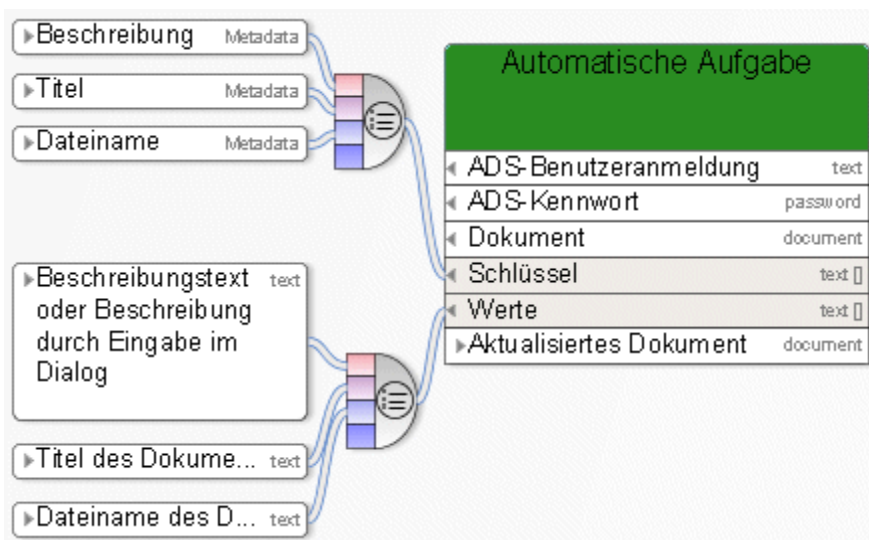 Beschreibung Metadata
Titel Metadata
Dateiname Metadata
Automatische Aufgabe
ADS-Benutzeranmeldung text
ADS-Kennwort password
Dokument document
Schlüssel text []
Werte text []
Aktualisiertes Dokument document
Beschreibungstext text
oder Beschreibung
durch Eingabe im
Dialog
Titel des Dokume... text
Dateiname des D... text